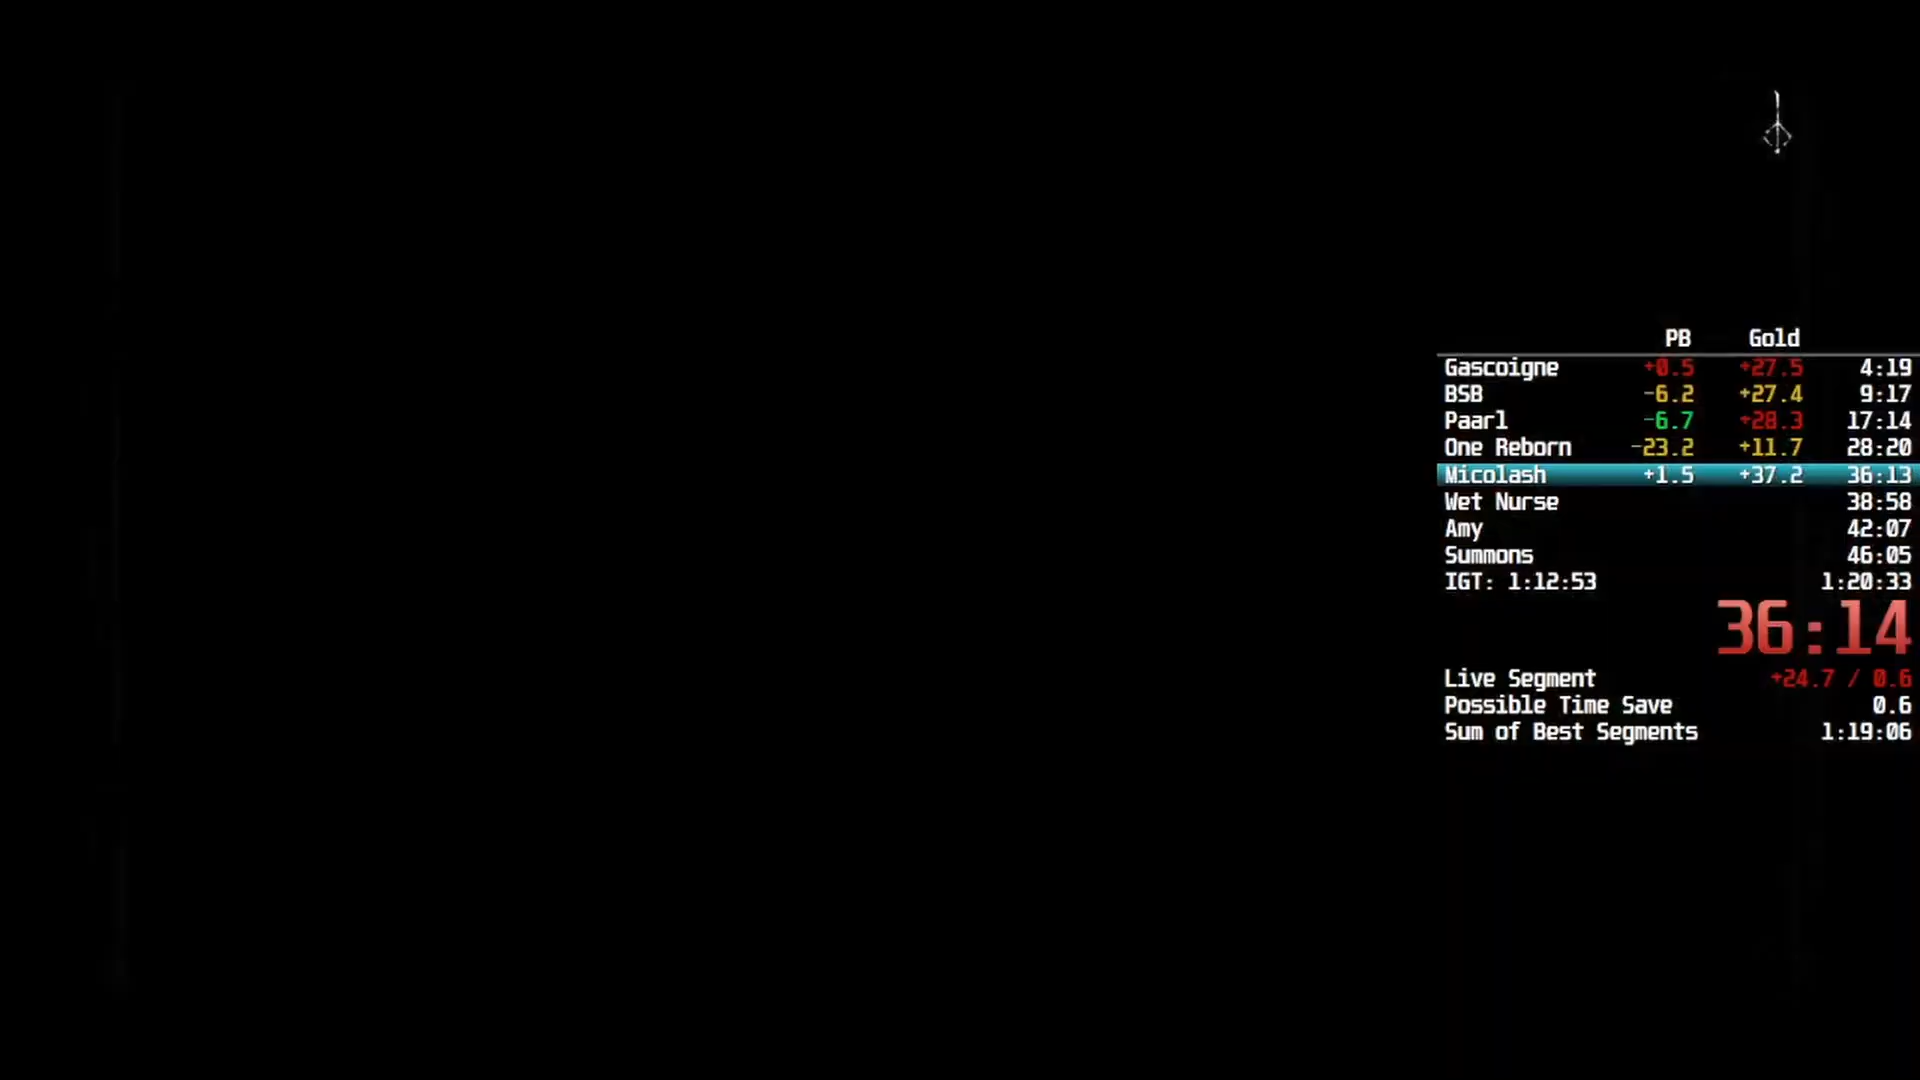 PB Gold
Gascoigne +0.5 +27.5 4:19
BSB -6.2 +27.4 9:17
Paarl -6.7 +28.3 17:14
One Reborn -23.2 +11.7 28:20
Micolash +1.5 +37.2 36:13
Wet Nurse 38:58
Amy 42:07
Summons 46:05
IGT: 1:12:53 1:20:33
36:14
Live Segment +24.7 / 0.6
Possible Time Save 0.6
Sum of Best Segments 1:19:06